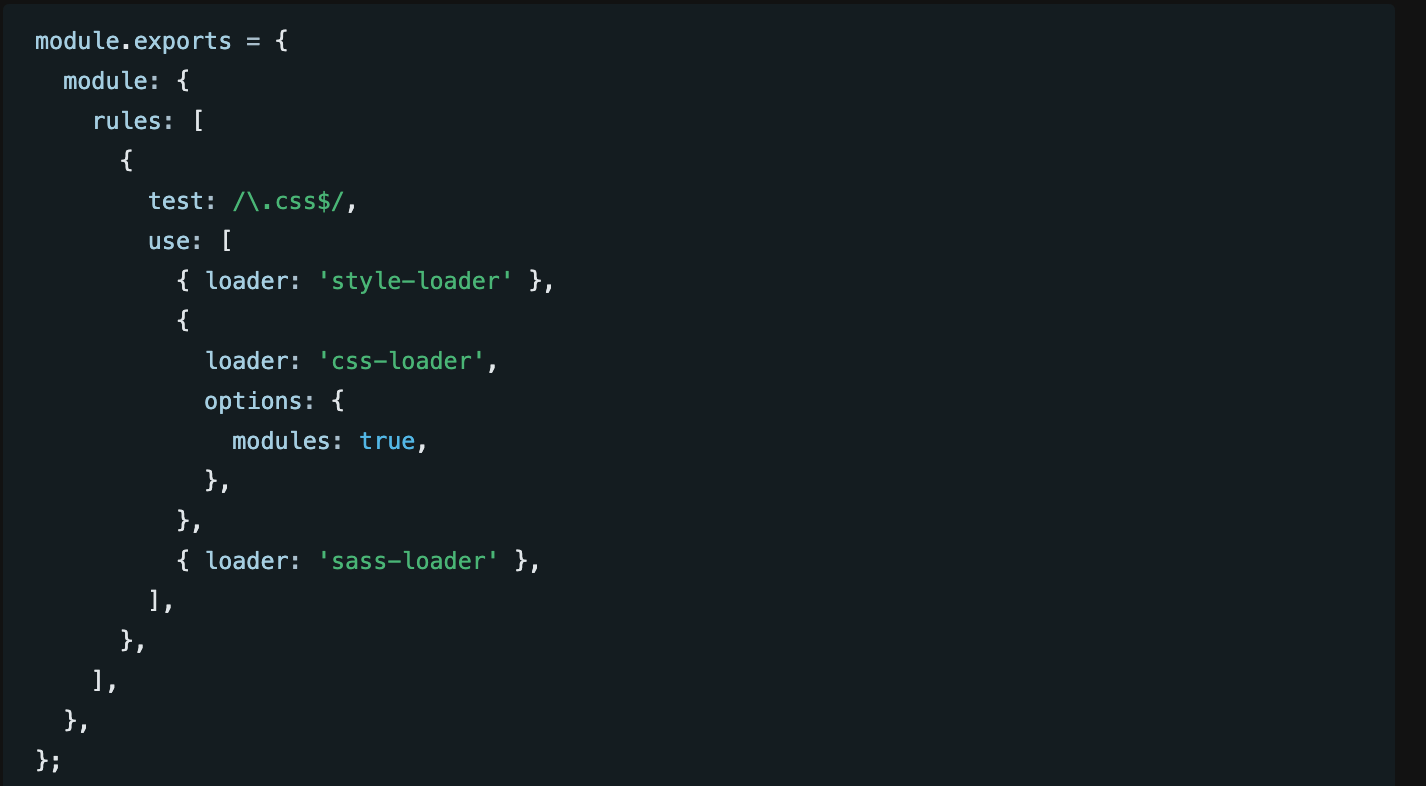 module.exports = {
  module: {
    rules: [
      {
        test: /\.css$/,
        use: [
          { loader: 'style-loader' },
          {
            loader: 'css-loader',
            options: {
              modules: true,
            },
          },
          { loader: 'sass-loader' },
        ],
      },
    ],
  },
};